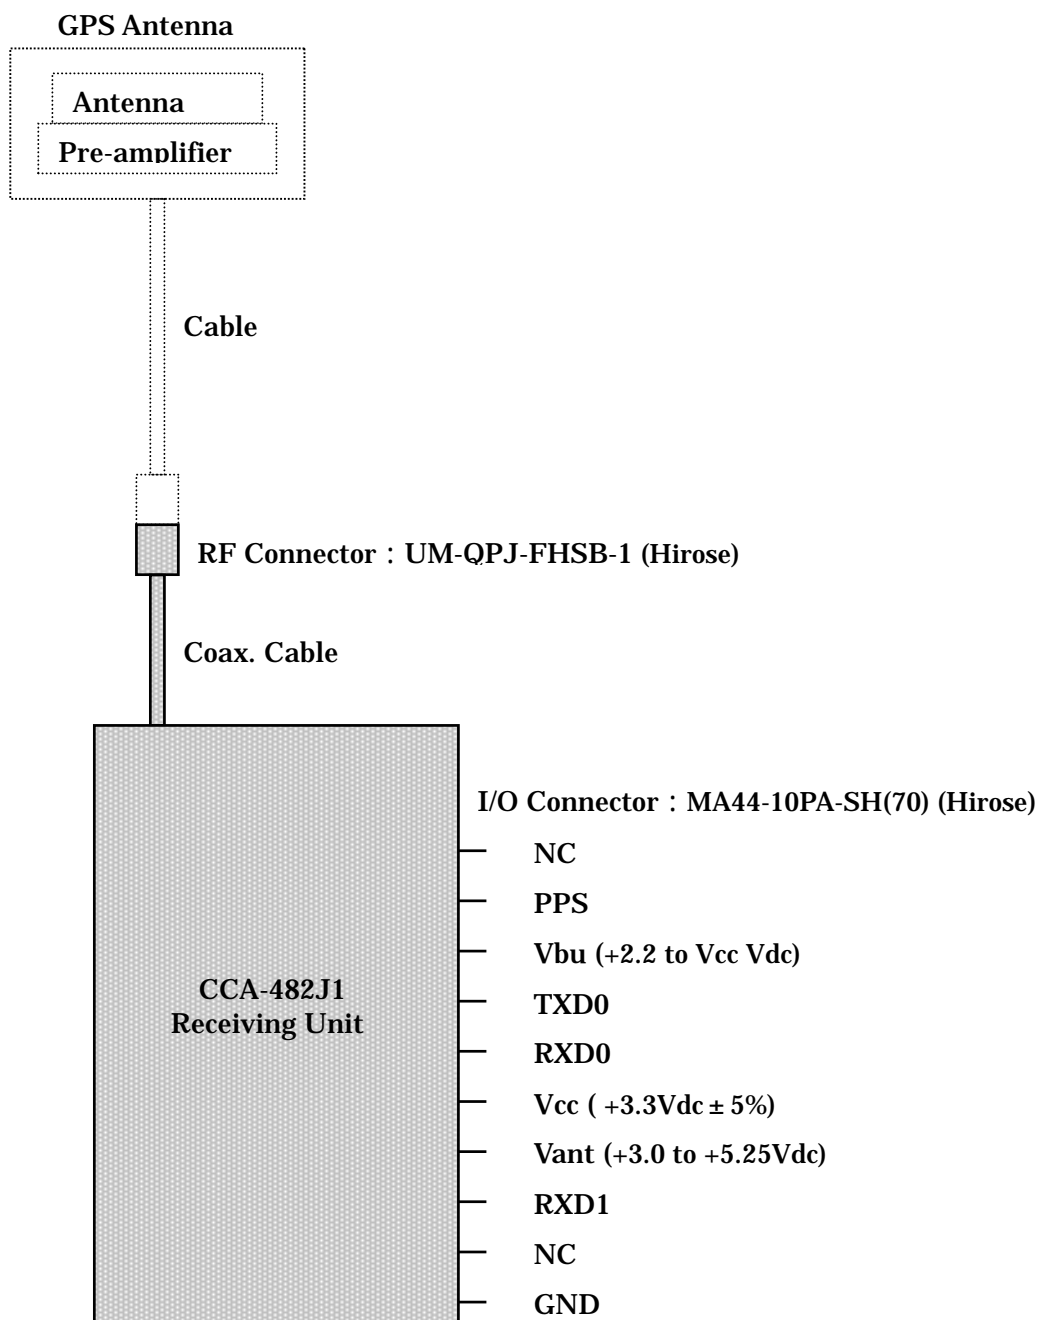 GPS Antenna
Antenna
Pre-amplifier
Cable
RF Connector : UM-QPJ-FHSB-1 (Hirose)
Coax. Cable
I/O Connector : MA44-10PA-SH(70) (Hirose)
NC
PPS
Vbu (+2.2 to Vcc Vdc)
CCA-482J1
Receiving Unit
TXD0
RXD0
Vcc ( +3.3Vdc ± 5%)
Vant (+3.0 to +5.25Vdc)
RXD1
NC
GND